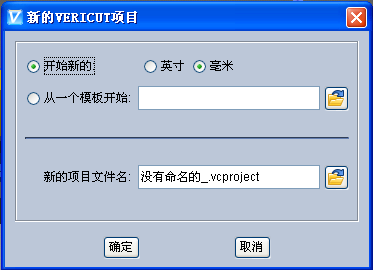 新的VERICUT项目
开始新的 英寸 毫米
从一个模板开始:
新的项目文件名: 没有命名的_.vcproject
确定 取消